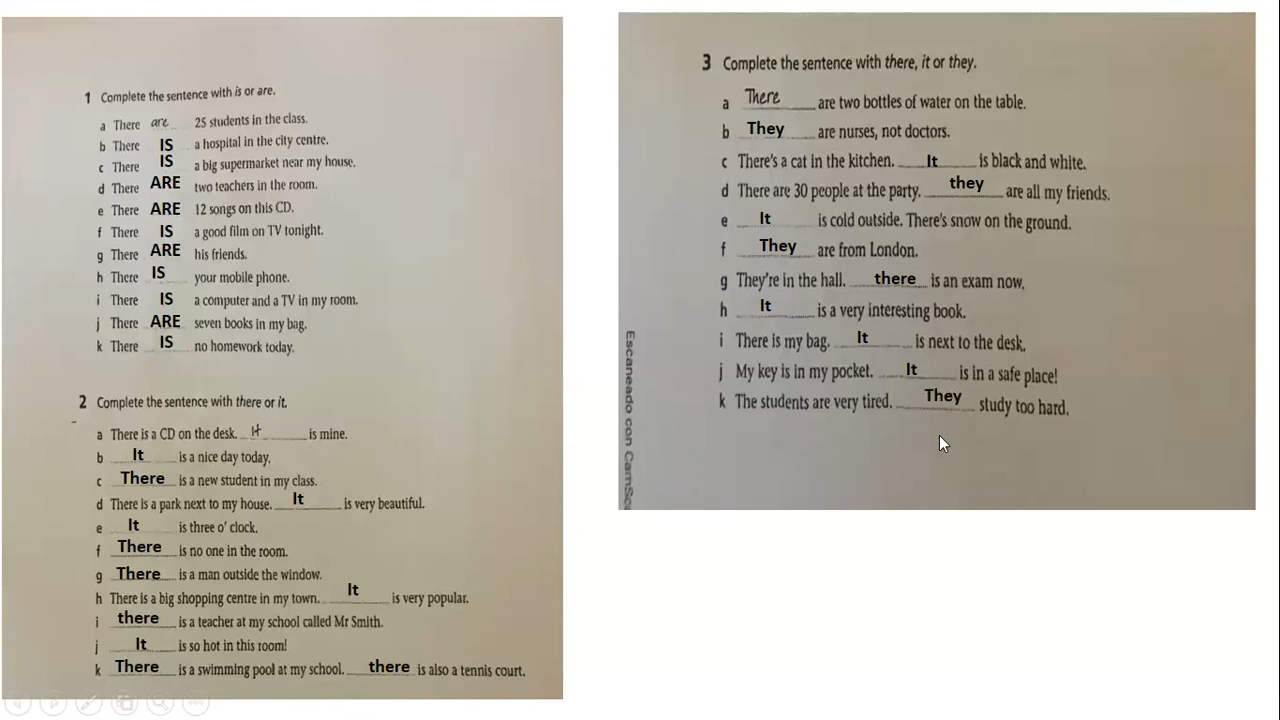 1 Complete the sentence with is or are.
a There are 25 students in the class.
b There IS a hospital in the city centre.
c There IS a big supermarket near my house.
d There ARE two teachers in the room.
e There ARE 12 songs on this CD.
f There IS a good film on TV tonight.
g There ARE his friends.
h There IS your mobile phone.
i There IS a computer and a TV in my room.
j There ARE seven books in my bag.
k There IS no homework today.
2 Complete the sentence with there or it.
a There is a CD on the desk. It is mine.
b It is a nice day today.
c There is a new student in my class.
d There is a park next to my house. It is very beautiful.
e It is three o' clock.
f There is no one in the room.
g There is a man outside the window.
h There is a big shopping centre in my town. It is very popular.
i there is a teacher at my school called Mr Smith.
j It is so hot in this room!
k There is a swimming pool at my school. there is also a tennis court.
3 Complete the sentence with there, it or they.
a There are two bottles of water on the table.
b They are nurses, not doctors.
c There's a cat in the kitchen. It is black and white.
d There are 30 people at the party. they are all my friends.
e It is cold outside. There's snow on the ground.
f They are from London.
g They're in the hall. there is an exam now.
h It is a very interesting book.
i There is my bag. It is next to the desk.
j My key is in my pocket. It is in a safe place!
k The students are very tired. They study too hard.
Escaneado con CamSc